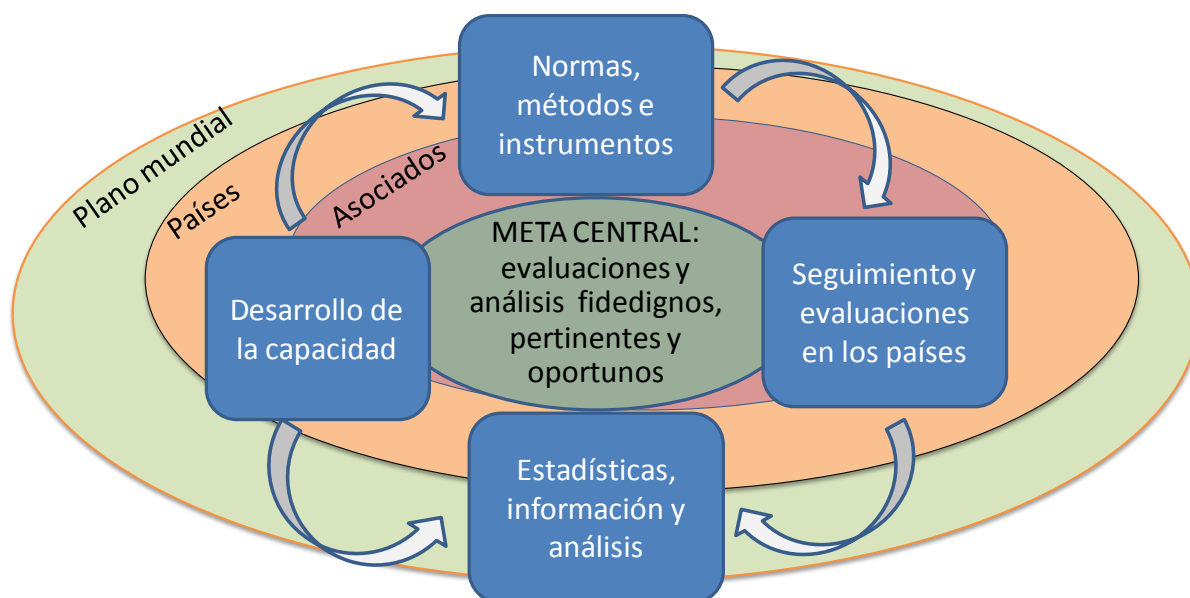 Normas,
métodos e
instrumentos
Plano mundial
Países
Asociados
META CENTRAL:
evaluaciones y
análisis fidedignos,
pertinentes y
oportunos
Desarrollo de
la capacidad
Seguimiento y
evaluaciones
en los países
Estadísticas,
información y
análisis